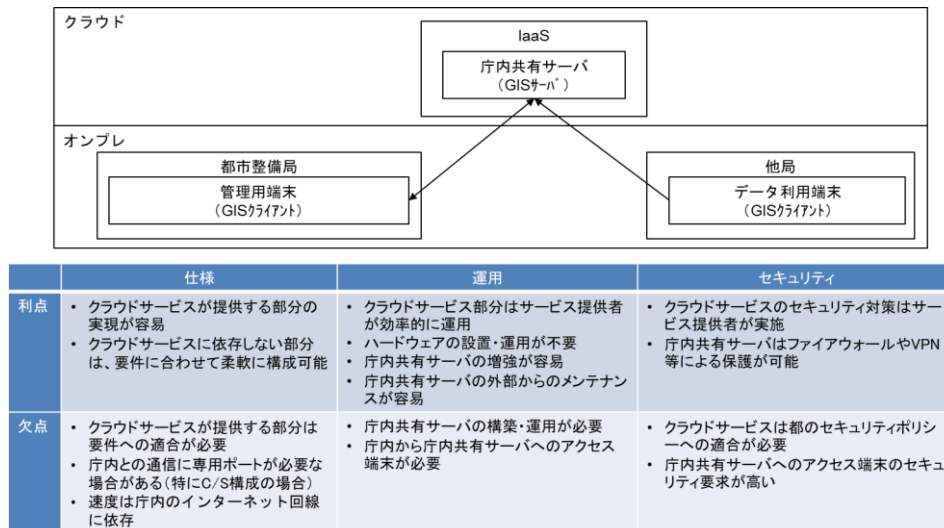 クラウド
IaaS
庁内共有サーバ
（GISｻｰﾊﾞ）
オンプレ
都市整備局
管理用端末
（GISｸﾗｲｱﾝﾄ）
他局
データ利用端末
（GISｸﾗｲｱﾝﾄ）
仕様
運用
セキュリティ
利点
• クラウドサービスが提供する部分の
実現が容易
• クラウドサービスに依存しない部分
は、要件に合わせて柔軟に構成可能
• クラウドサービス部分はサービス提供者
が効率的に運用
• ハードウェアの設置・運用が不要
• 庁内共有サーバの増強が容易
• 庁内共有サーバの外部からのメンテナン
スが容易
• クラウドサービスのセキュリティ対策はサー
ビス提供者が実施
• 庁内共有サーバはファイアウォールやVPN
等による保護が可能
欠点
• クラウドサービスが提供する部分は
要件への適合が必要
• 庁内との通信に専用ポートが必要な
場合がある（特にC/S構成の場合）
• 速度は庁内のインターネット回線
に依存
• 庁内共有サーバの構築・運用が必要
• 庁内から庁内共有サーバへのアクセス
端末が必要
• クラウドサービスは都のセキュリティポリシ
ーへの適合が必要
• 庁内共有サーバへのアクセス端末のセキュ
リティ要求が高い